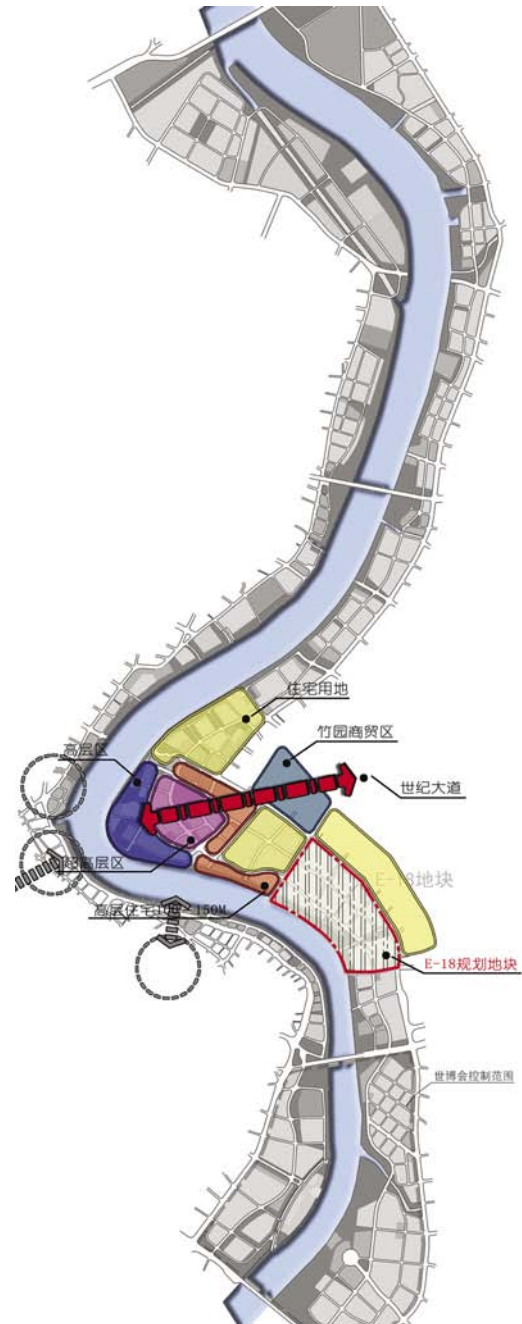 住宅用地
竹园商贸区
高层区
世纪大道
超高层区
E-18地块
高层住宅100-150M
E-18规划地块
世博会控制范围